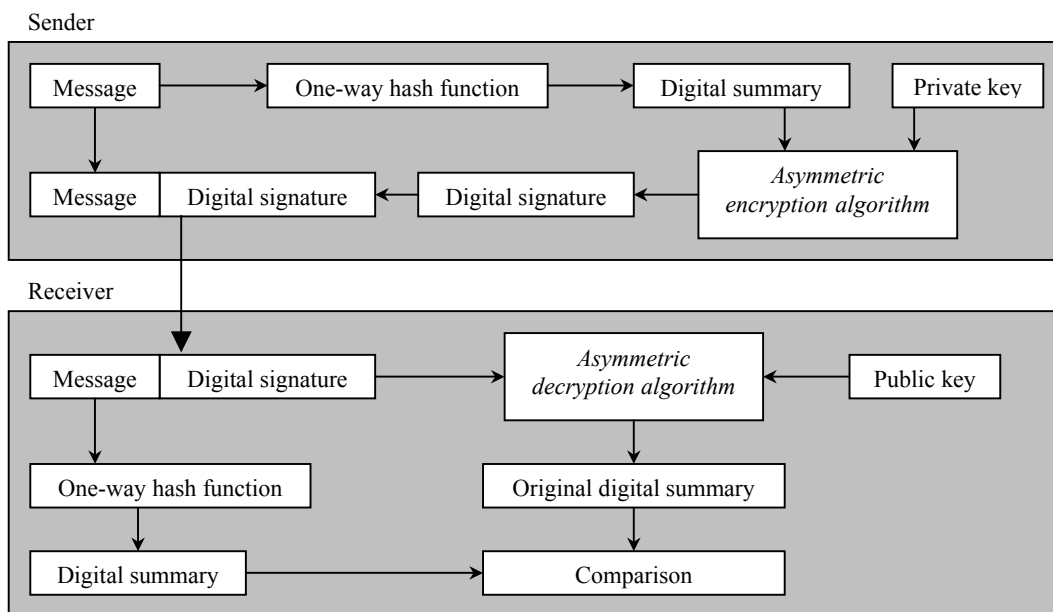 Sender
Message
One-way hash function
Digital summary
Private key
Message
Digital signature
Digital signature
Asymmetric
encryption algorithm
Receiver
Message
Digital signature
Asymmetric
decryption algorithm
Public key
One-way hash function
Original digital summary
Digital summary
Comparison